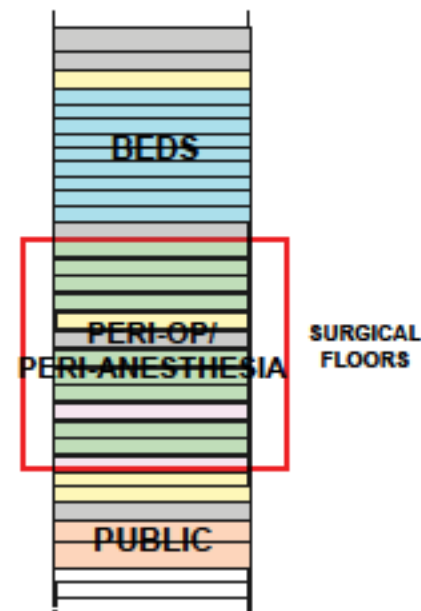 BEDS
PERI-OP/
PERI-ANESTHESIA
SURGICAL
FLOORS
PUBLIC